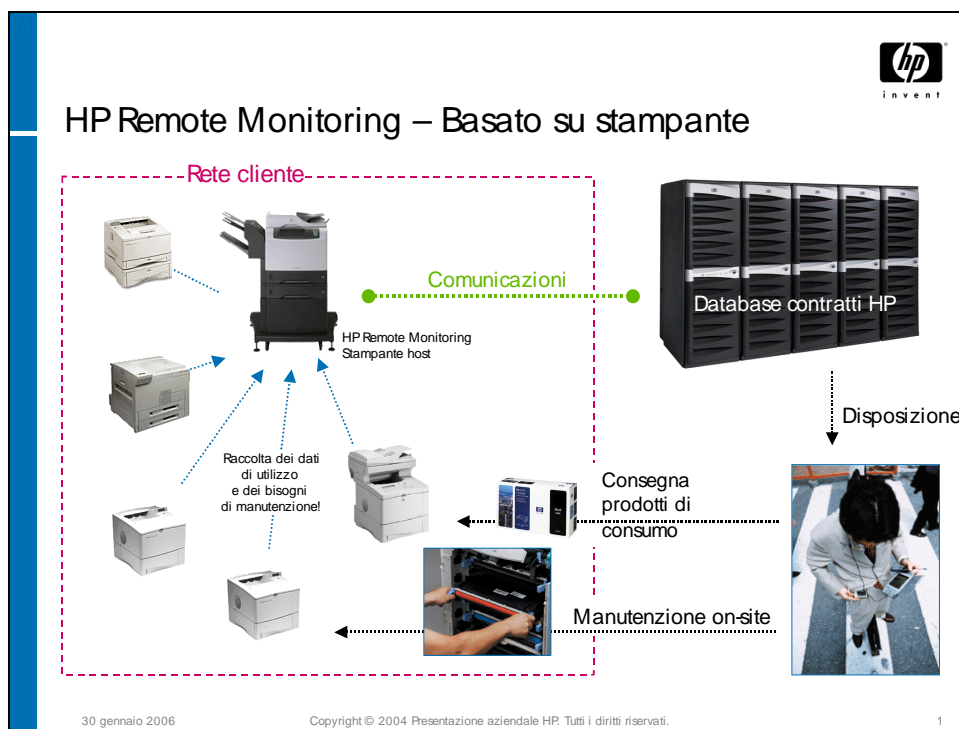 hp
invent
HP Remote Monitoring – Basato su stampante
Rete cliente
Comunicazioni
Database contratti HP
HP Remote Monitoring
Stampante host
Disposizione
Raccolta dei dati
di utilizzo
e dei bisogni
di manutenzione!
Consegna
prodotti di
consumo
Manutenzione on-site
30 gennaio 2006
Copyright © 2004 Presentazione aziendale HP. Tutti i diritti riservati.
1